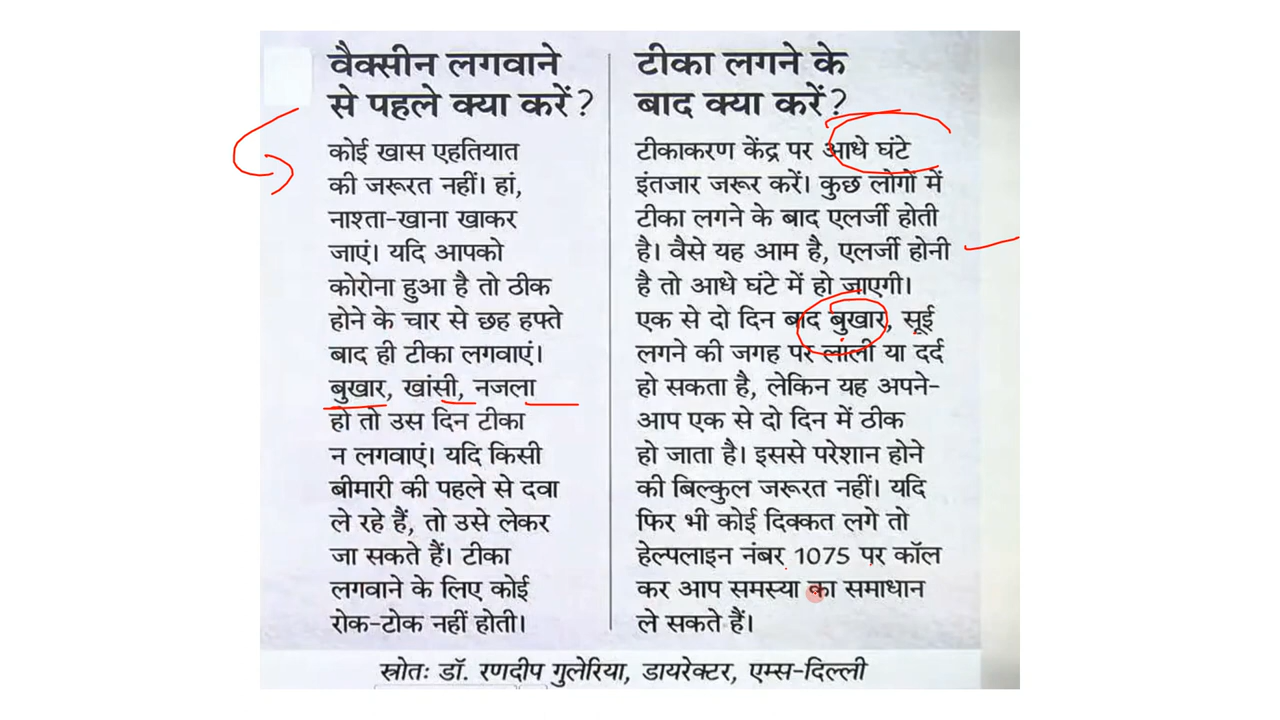 वैक्सीन लगवाने
से पहले क्या करें?
कोई खास एहतियात
की जरूरत नहीं। हां,
नाश्ता-खाना खाकर
जाएं। यदि आपको
कोरोना हुआ है तो ठीक
होने के चार से छह हफ्ते
बाद ही टीका लगवाएं।
बुखार, खांसी, नजला
हो तो उस दिन टीका
न लगवाएं। यदि किसी
बीमारी की पहले से दवा
ले रहे हैं, तो उसे लेकर
जा सकते हैं। टीका
लगवाने के लिए कोई
रोक-टोक नहीं होती।
टीका लगने के
बाद क्या करें?
टीकाकरण केंद्र पर आधे घंटे
इंतजार जरूर करें। कुछ लोगों में
टीका लगने के बाद एलर्जी होती
है। वैसे यह आम है, एलर्जी होनी
है तो आधे घंटे में हो जाएगी।
एक से दो दिन बाद बुखार, सूई
लगने की जगह पर लाली या दर्द
हो सकता है, लेकिन यह अपने-
आप एक से दो दिन में ठीक
हो जाता है। इससे परेशान होने
की बिल्कुल जरूरत नहीं। यदि
फिर भी कोई दिक्कत लगे तो
हेल्पलाइन नंबर 1075 पर कॉल
कर आप समस्या का समाधान
ले सकते हैं।
स्रोतः डॉ. रणदीप गुलेरिया, डायरेक्टर, एम्स-दिल्ली